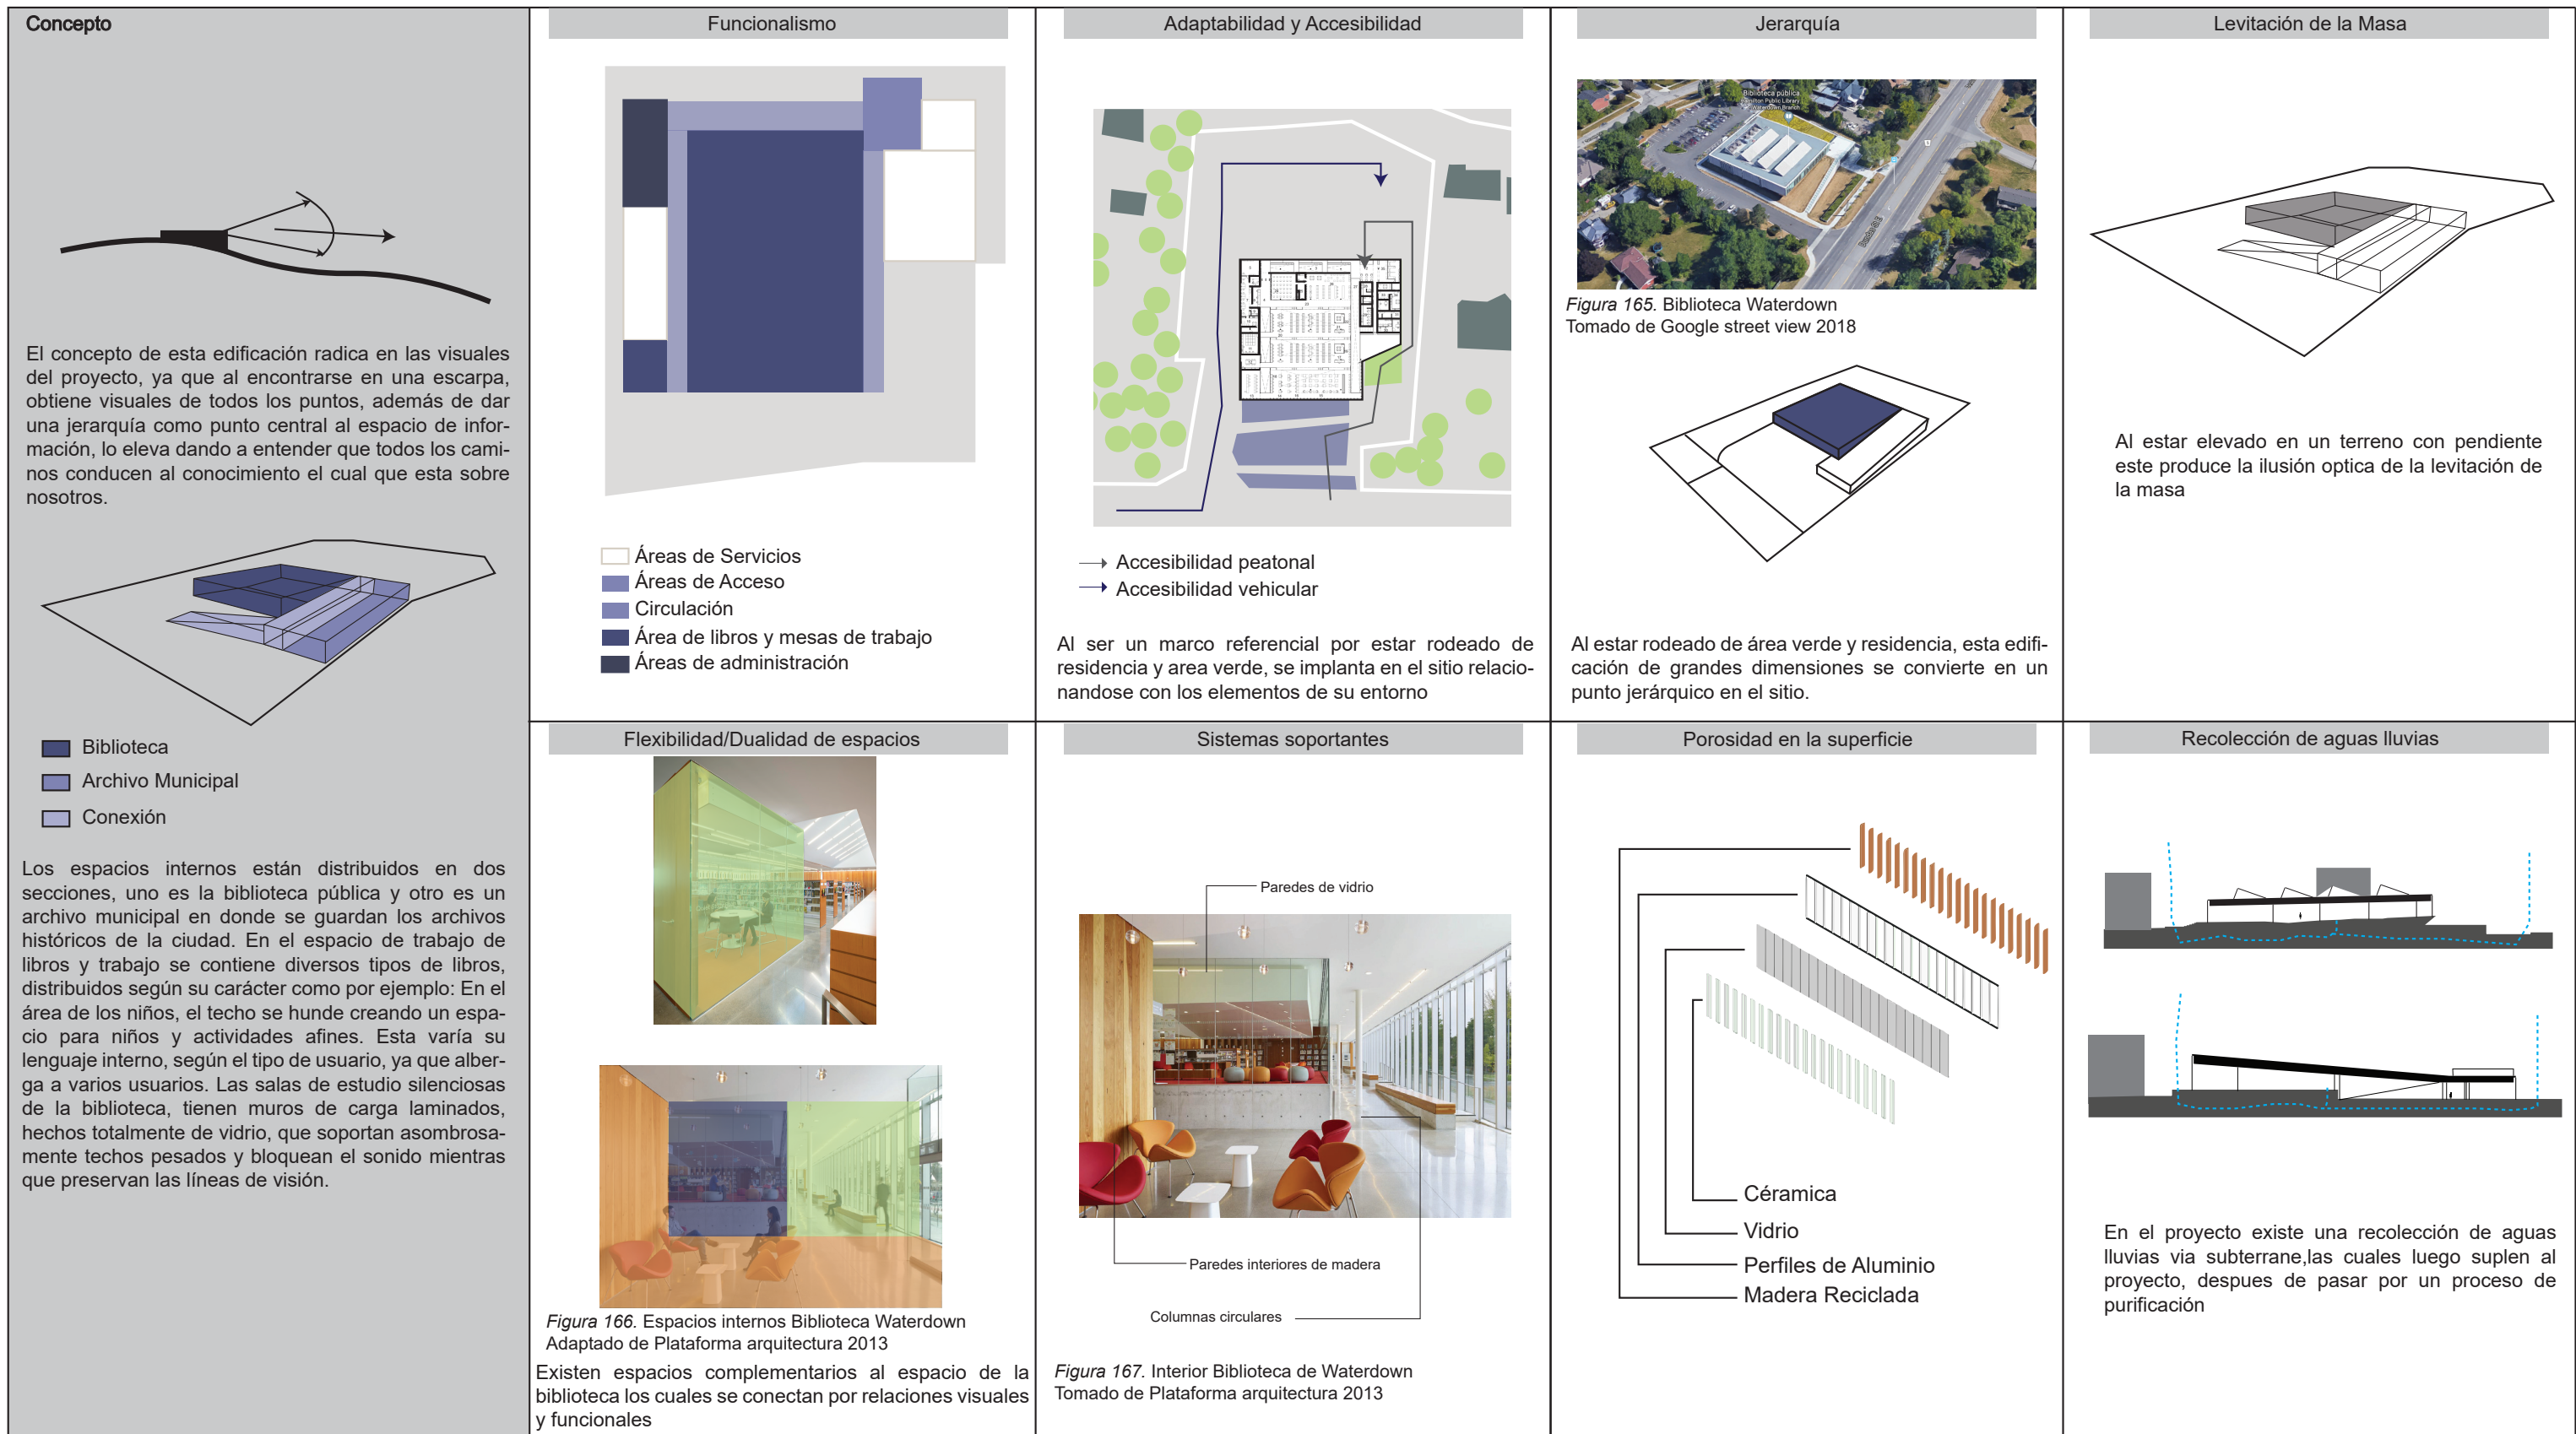 Concepto
El concepto de esta edificación radica en las visuales
del proyecto, ya que al encontrarse en una escarpa,
obtiene visuales de todos los puntos, además de dar
una jerarquía como punto central al espacio de infor-
mación, lo eleva dando a entender que todos los cami-
nos conducen al conocimiento el cual que esta sobre
nosotros.
Biblioteca
Archivo Municipal
Conexión
Los espacios internos están distribuidos en dos
secciones, uno es la biblioteca pública y otro es un
archivo municipal en donde se guardan los archivos
históricos de la ciudad. En el espacio de trabajo de
libros y trabajo se contiene diversos tipos de libros,
distribuidos según su carácter como por ejemplo: En el
área de los niños, el techo se hunde creando un espa-
cio para niños y actividades afines. Esta varía su
lenguaje interno, según el tipo de usuario, ya que alber-
ga a varios usuarios. Las salas de estudio silenciosas
de la biblioteca, tienen muros de carga laminados,
hechos totalmente de vidrio, que soportan asombrosa-
mente techos pesados y bloquean el sonido mientras
que preservan las líneas de visión.
Funcionalismo
Áreas de Servicios
Áreas de Acceso
Circulación
Área de libros y mesas de trabajo
Áreas de administración
Adaptabilidad y Accesibilidad
Accesibilidad peatonal
Accesibilidad vehicular
Al ser un marco referencial por estar rodeado de
residencia y area verde, se implanta en el sitio relacio-
nandose con los elementos de su entorno
Jerarquía
Biblioteca pública
Hamilton Public Library
Waterdown Branch
Dundas St E
Figura 165. Biblioteca Waterdown
Tomado de Google street view 2018
Al estar rodeado de área verde y residencia, esta edifi-
cación de grandes dimensiones se convierte en un
punto jerárquico en el sitio.
Levitación de la Masa
Al estar elevado en un terreno con pendiente
este produce la ilusión optica de la levitación de
la masa
Flexibilidad/Dualidad de espacios
Figura 166. Espacios internos Biblioteca Waterdown
Adaptado de Plataforma arquitectura 2013
Existen espacios complementarios al espacio de la
biblioteca los cuales se conectan por relaciones visuales
y funcionales
Sistemas soportantes
Paredes de vidrio
Paredes interiores de madera
Columnas circulares
Figura 167. Interior Biblioteca de Waterdown
Tomado de Plataforma arquitectura 2013
Porosidad en la superficie
Céramica
Vidrio
Perfiles de Aluminio
Madera Reciclada
Recolección de aguas lluvias
En el proyecto existe una recolección de aguas
lluvias via subterrane,las cuales luego suplen al
proyecto, despues de pasar por un proceso de
purificación